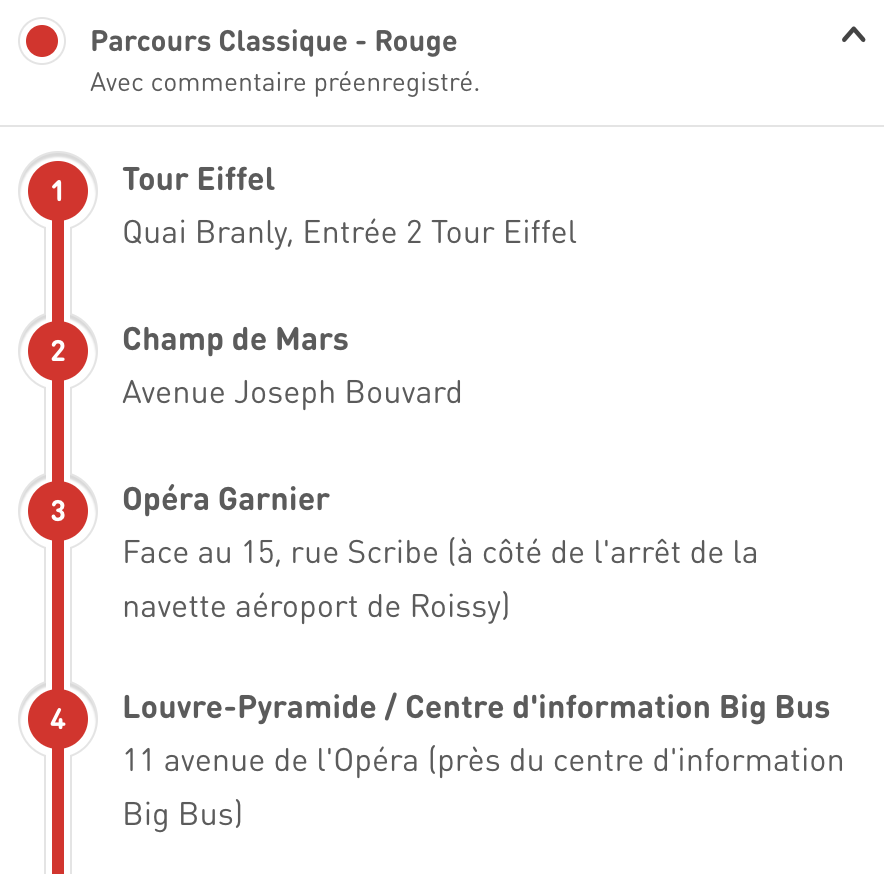 Parcours Classique - Rouge
Avec commentaire préenregistré.
1
Tour Eiffel
Quai Branly, Entrée 2 Tour Eiffel
2
Champ de Mars
Avenue Joseph Bouvard
3
Opéra Garnier
Face au 15, rue Scribe (à côté de l'arrêt de la
navette aéroport de Roissy)
4
Louvre-Pyramide / Centre d'information Big Bus
11 avenue de l'Opéra (près du centre d'information
Big Bus)